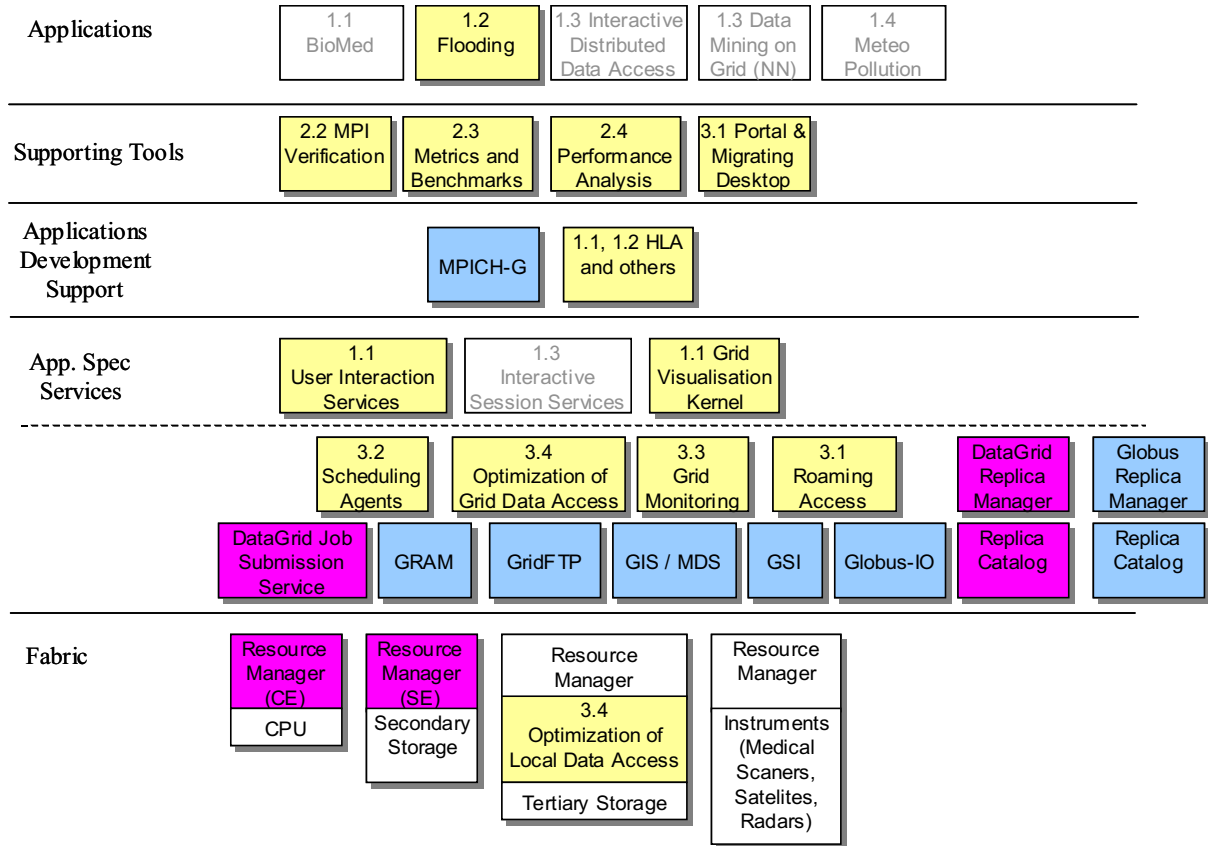 Applications
1.1
BioMed
1.2
Flooding
1.3 Interactive
Distributed
Data Access
1.3 Data
Mining on
Grid (NN)
1.4
Meteo
Pollution
Supporting Tools
2.2 MPI
Verification
2.3
Metrics and
Benchmarks
2.4
Performance
Analysis
3.1 Portal &
Migrating
Desktop
Applications
Development
Support
MPICH-G
1.1, 1.2 HLA
and others
App. Spec
Services
1.1
User Interaction
Services
1.3
Interactive
Session Services
1.1 Grid
Visualisation
Kernel
3.2
Scheduling
Agents
3.4
Optimization of
Grid Data Access
3.3
Grid
Monitoring
3.1
Roaming
Access
DataGrid
Replica
Manager
Globus
Replica
Manager
DataGrid Job
Submission
Service
GRAM
GridFTP
GIS / MDS
GSI
Globus-IO
Replica
Catalog
Replica
Catalog
Fabric
Resource
Manager
(CE)
CPU
Resource
Manager
(SE)
Secondary
Storage
Resource
Manager
3.4
Optimization of
Local Data Access
Tertiary Storage
Resource
Manager
Instruments
(Medical
Scaners,
Satelites,
Radars)